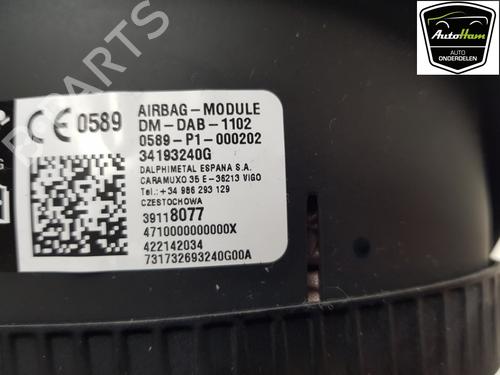 AutoHam
AUTO
ONDERDELEN
CE 0589
AIRBAG-MODULE
DM-DAB-1102
0589-P1-000202
34193240G
DALPHIMETAL ESPANA S.A.
CARAMUXO 35 E-36213 VIGO
Tel.: +34 986 293 129
CZESTOCHOWA
39118077
4710000000000X
422142034
731732693240G00A
PARTS